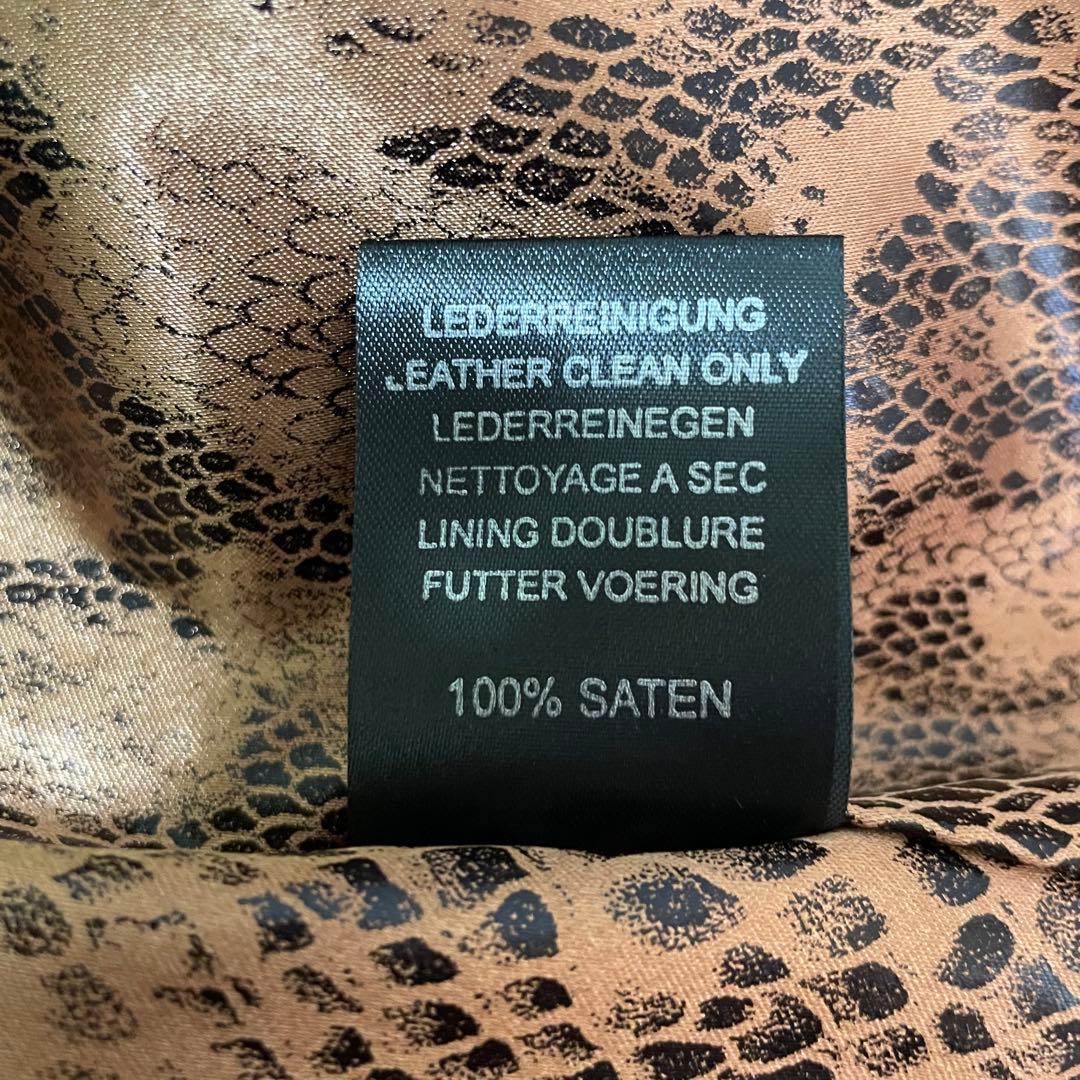 LEDERREINIGUNG
LEATHER CLEAN ONLY
LEDERREINEGEN
NETTOYAGE A SEC
LINING DOUBLURE
FUTTER VOERING
100% SATEN